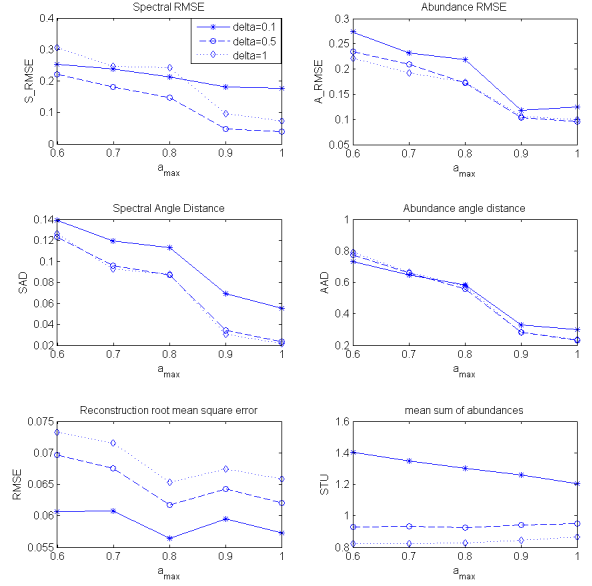 Spectral RMSE
S_RMSE
0.4
0.3
0.2
0.1
0
0.6 0.7 0.8 0.9 1
a_max
delta=0.1
delta=0.5
delta=1
Abundance RMSE
A_RMSE
0.3
0.25
0.2
0.15
0.1
0.05
0.6 0.7 0.8 0.9 1
a_max
Spectral Angle Distance
SAD
0.14
0.12
0.1
0.08
0.06
0.04
0.02
0.6 0.7 0.8 0.9 1
a_max
Abundance angle distance
AAD
1
0.8
0.6
0.4
0.2
0.6 0.7 0.8 0.9 1
a_max
Reconstruction root mean square error
RMSE
0.075
0.07
0.065
0.06
0.055
0.6 0.7 0.8 0.9 1
a_max
mean sum of abundances
STU
1.6
1.4
1.2
1
0.8
0.6 0.7 0.8 0.9 1
a_max